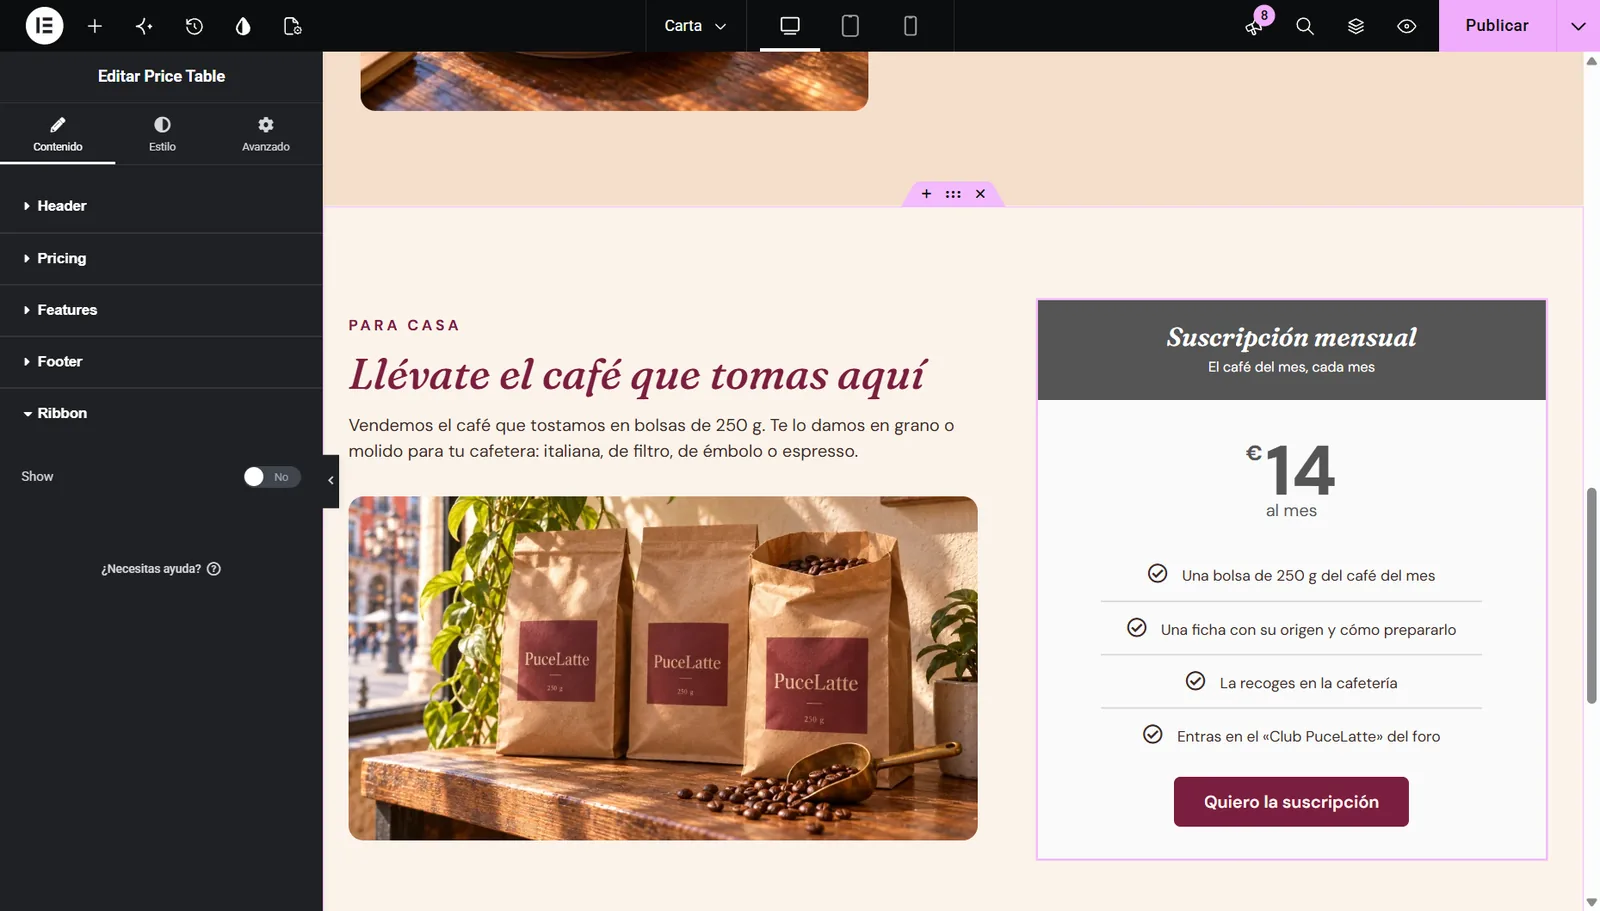 Carta
8
Publicar
Editar Price Table
Contenido
Estilo
Avanzado
Header
Pricing
Features
Footer
Ribbon
Show
No
¿Necesitas ayuda?
PARA CASA
Llévate el café que tomas aquí
Vendemos el café que tostamos en bolsas de 250 g. Te lo damos en grano o
molido para tu cafetera: italiana, de filtro, de émbolo o espresso.
PuceLatte
250 g
PuceLatte
250 g
PuceLatte
250 g
Suscripción mensual
El café del mes, cada mes
€14
al mes
Una bolsa de 250 g del café del mes
Una ficha con su origen y cómo prepararlo
La recoges en la cafetería
Entras en el «Club PuceLatte» del foro
Quiero la suscripción